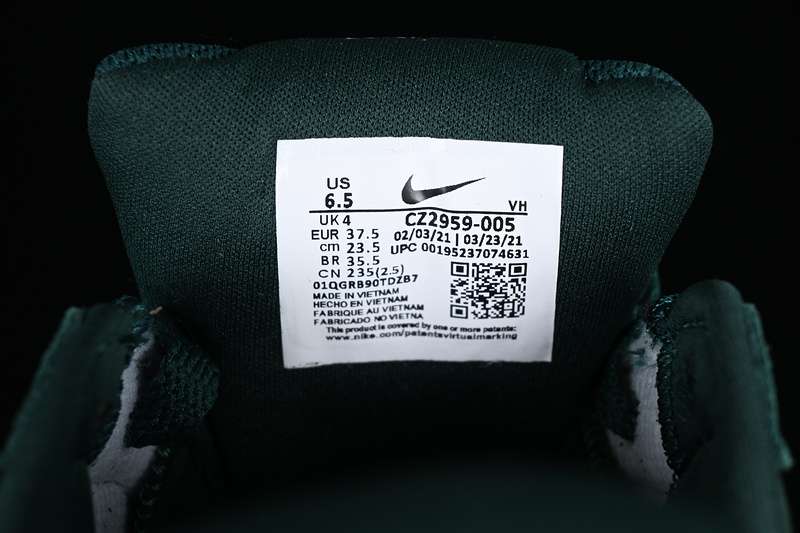 US
6.5
VH
UK 4
CZ2959-005
EUR 37.5
02/03/21 | 03/23/21
cm 23.5
UPC 00195237074631
BR 35.5
CN 235(2.5)
01QGRB90TDZB7
MADE IN VIETNAM
HECHO EN VIETNAM
FABRIQUE AU VIETNAM
FABRICADO NO VIETNA
This product is covered by one or more patents:
www.nike.com/patentsvirtualmarking